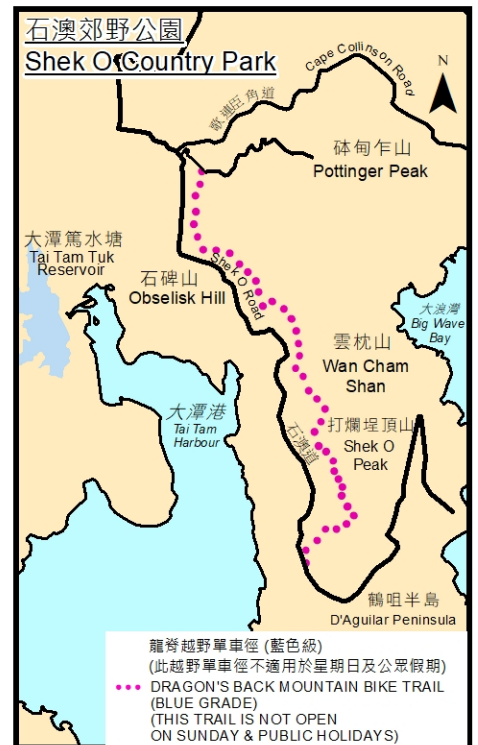 石澳郊野公園
Shek O Country Park
N
Cape Collinson Road
歌連臣角道
砵甸乍山
Pottinger Peak
大潭篤水塘
Tai Tam Tuk
Reservoir
石碑山
Obselisk Hill
Shek O Road
大浪灣
Big Wave
Bay
雲枕山
Wan Cham
Shan
大潭港
Tai Tam
Harbour
石澳道
打爛埕頂山
Shek O
Peak
鶴咀半島
D'Aguilar Peninsula
龍脊越野單車徑 (藍色級)
(此越野單車徑不適用於星期日及公眾假期)
DRAGON'S BACK MOUNTAIN BIKE TRAIL
(BLUE GRADE)
(THIS TRAIL IS NOT OPEN
ON SUNDAY & PUBLIC HOLIDAYS)